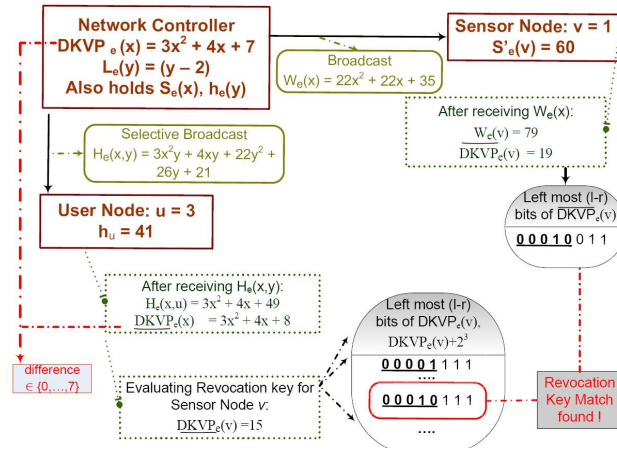 Network Controller
DKVP e(x) = 3x² + 4x + 7
Le(y) = (y – 2)
Also holds Se(x), he(y)
Sensor Node: v = 1
S'e(v) = 60
Broadcast
We(x) = 22x² + 22x + 35
After receiving We(x):
We(v) = 79
DKVPe(v) = 19
Selective Broadcast
He(x,y) = 3x²y + 4xy + 22y² +
26y + 21
Left most (l-r)
bits of DKVPe(v)
0 0 0 1 0 0 1 1
User Node: u = 3
hu = 41
After receiving He(x,y):
He(x,u) = 3x² + 4x + 49
DKVPe(x) = 3x² + 4x + 8
Left most (l-r)
bits of DKVPe(v),
DKVPe(v)+2³
0 0 0 0 1 1 1 1
....
0 0 0 1 0 1 1 1
....
difference
∈ {0,…,7}
Evaluating Revocation key for
Sensor Node v:
DKVPe(v) =15
Revocation
Key Match
found !